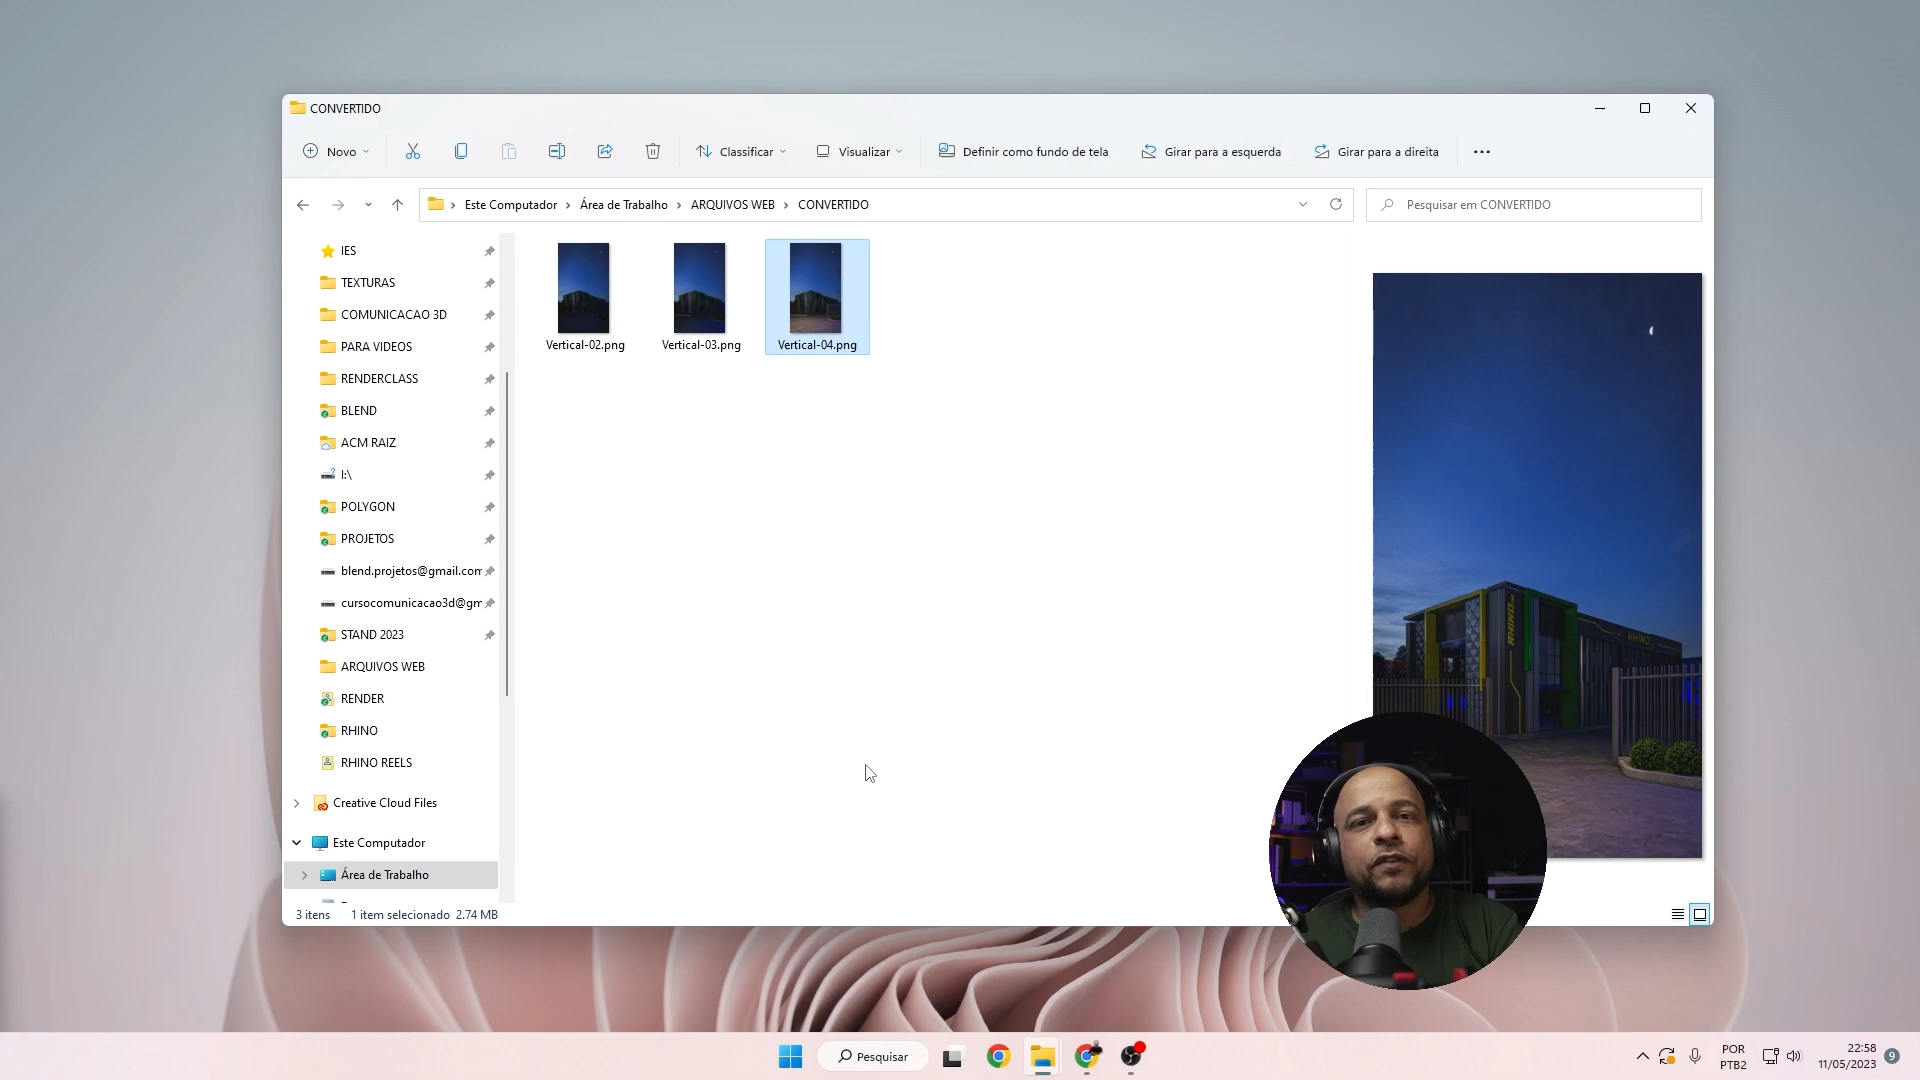 CONVERTIDO
Novo
Classificar
Visualizar
Definir como fundo de tela
Girar para a esquerda
Girar para a direita
Este Computador > Área de Trabalho > ARQUIVOS WEB > CONVERTIDO
Pesquisar em CONVERTIDO
IES
TEXTURAS
COMUNICACAO 3D
PARA VIDEOS
RENDERCLASS
BLEND
ACM RAIZ
I:\
POLYGON
PROJETOS
blend.projetos@gmail.com
cursocomunicacao3d@gm
STAND 2023
ARQUIVOS WEB
RENDER
RHINO
RHINO REELS
Creative Cloud Files
Este Computador
Área de Trabalho
Vertical-02.png
Vertical-03.png
Vertical-04.png
RHINO
RHINO
3 itens
1 item selecionado 2.74 MB
Pesquisar
POR
PTB2
22:58
11/05/2023
9